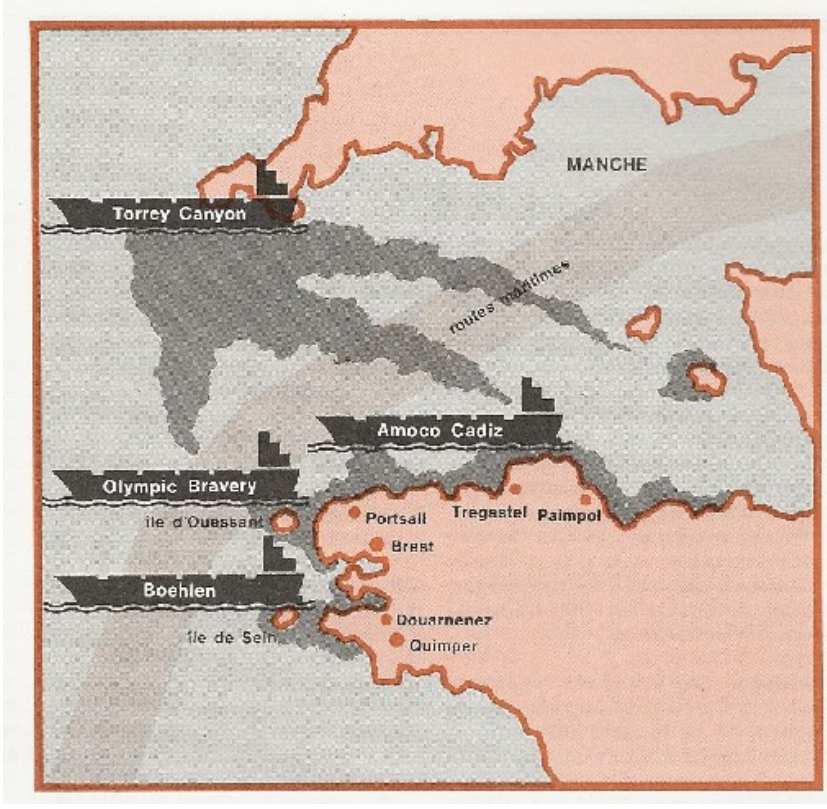 MANCHE
Torrey Canyon
routes maritimes
Amoco Cadiz
Olympic Bravery
île d'Ouessant
Portsall
Tregastel
Paimpol
Brest
Boehlen
île de Sein
Douarnenez
Quimper